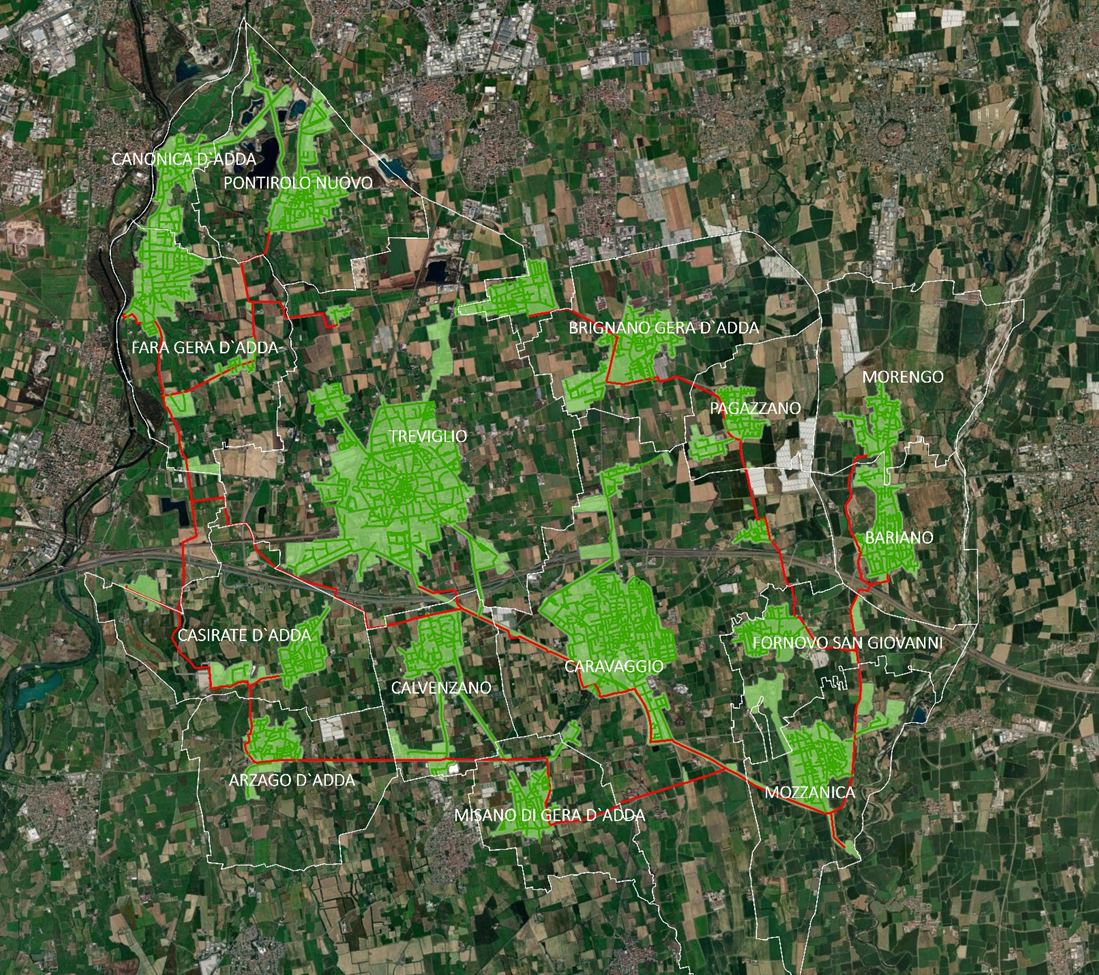 CANONICA D`ADDA
PONTIROLO NUOVO
BRIGNANO GERA D`ADDA
FARA GERA D`ADDA
MORENGO
PAGAZZANO
TREVIGLIO
BARIANO
CASIRATE D`ADDA
FORNOVO SAN GIOVANNI
CARAVAGGIO
CALVENZANO
ARZAGO D`ADDA
MOZZANICA
MISANO DI GERA D`ADDA